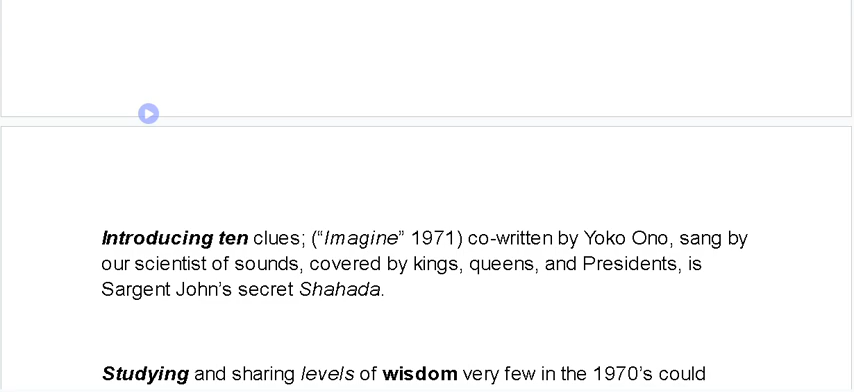 Introducing ten clues; (“Imagine” 1971) co-written by Yoko Ono, sang by
our scientist of sounds, covered by kings, queens, and Presidents, is
Sargent John’s secret Shahada.
Studying and sharing levels of wisdom very few in the 1970’s could